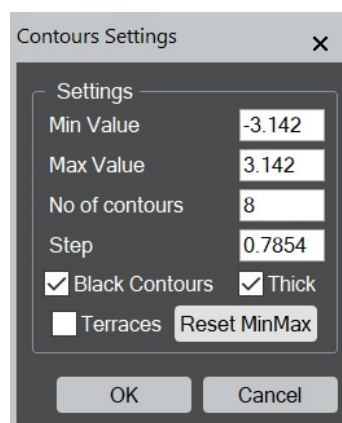 Contours Settings
Settings
Min Value -3.142
Max Value 3.142
No of contours 8
Step 0.7854
Black Contours Thick
Terraces Reset MinMax
OK Cancel